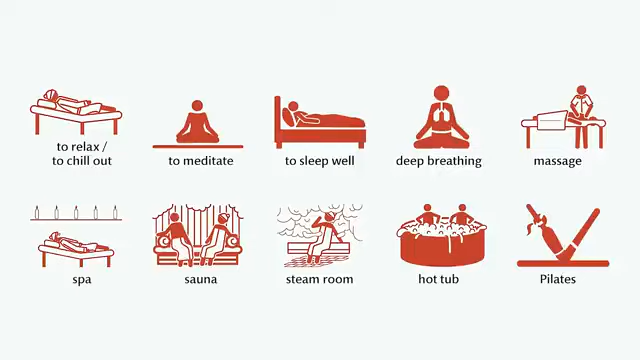 to relax /
to chill out
to meditate
to sleep well
deep breathing
massage
spa
sauna
steam room
hot tub
Pilates